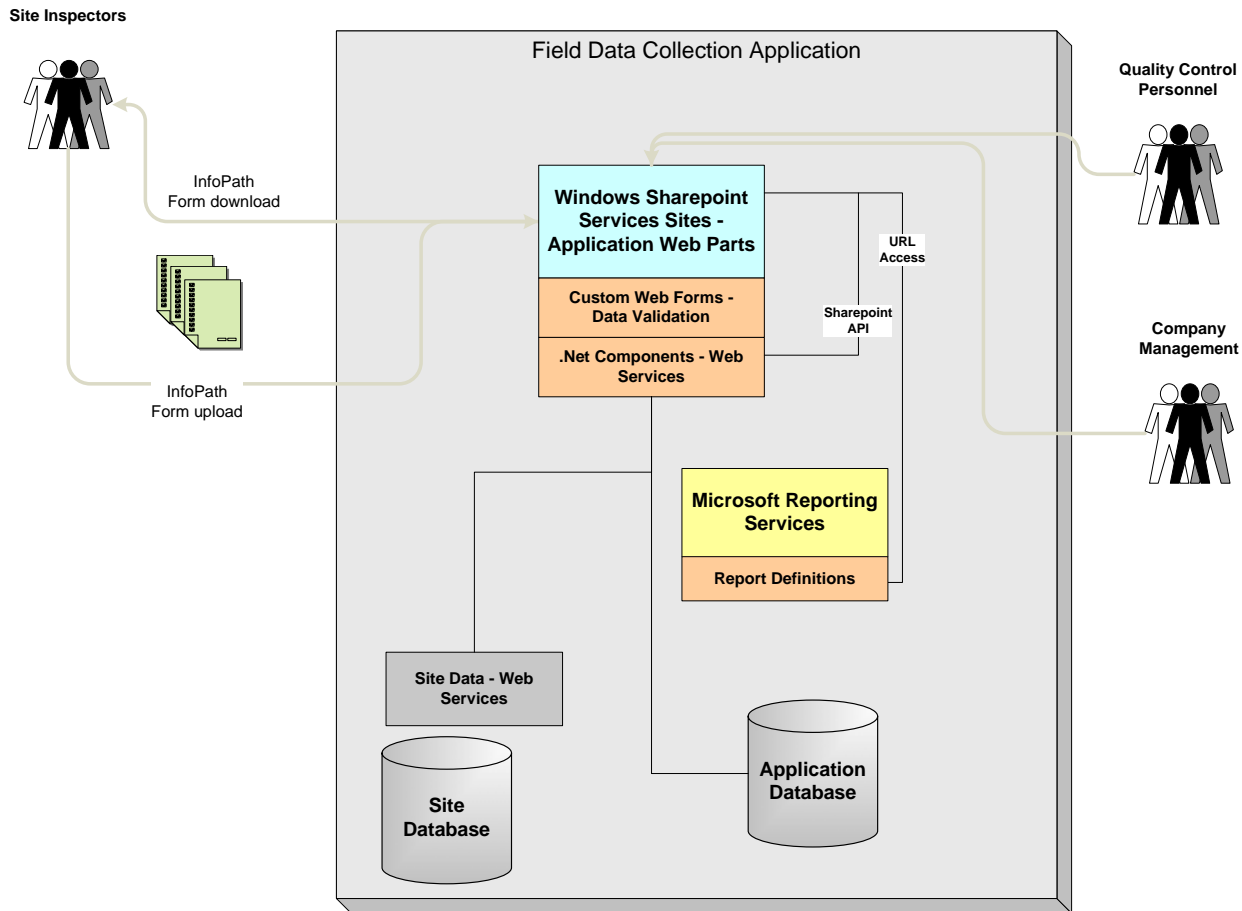 Site Inspectors
Field Data Collection Application
Quality Control
Personnel
InfoPath
Form download
Windows Sharepoint
Services Sites -
Application Web Parts
URL
Access
Custom Web Forms -
Data Validation
Sharepoint
API
.Net Components - Web
Services
Company
Management
InfoPath
Form upload
Microsoft Reporting
Services
Report Definitions
Site Data - Web
Services
Application
Database
Site
Database